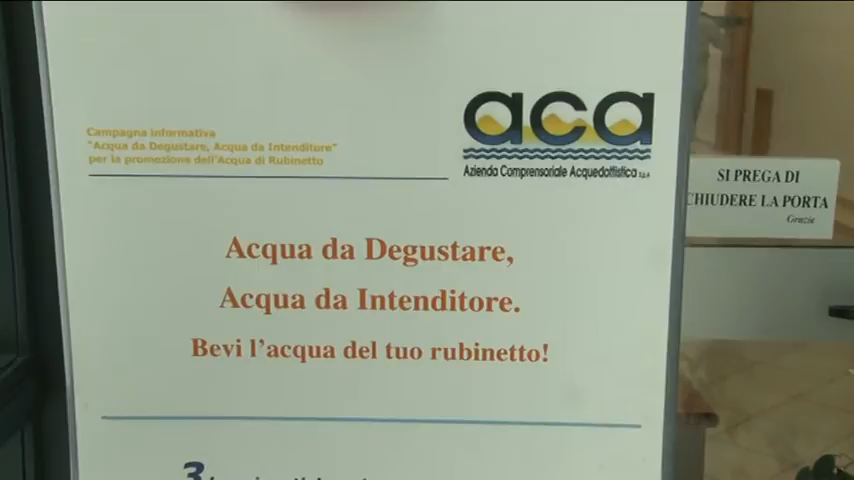 aca
Azienda Comprensoriale Acquedottistica S.p.A
Campagna informativa
"Acqua da Degustare, Acqua da Intenditore"
per la promozione dell'Acqua di Rubinetto
SI PREGA DI
CHIUDERE LA PORTA
Grazie
Acqua da Degustare,
Acqua da Intenditore.
Bevi l'acqua del tuo rubinetto!
3